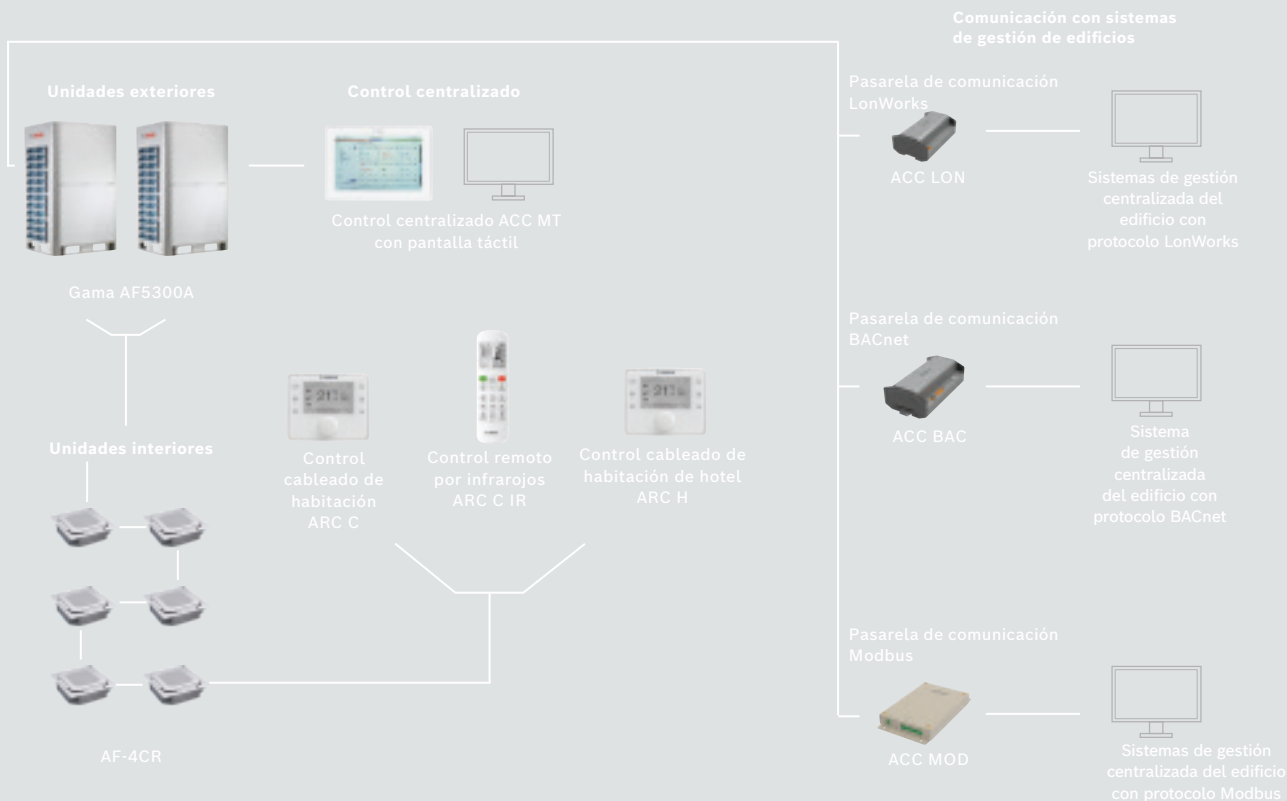 Comunicación con sistemas
de gestión de edificios
Unidades exteriores
Control centralizado
Control centralizado ACC MT
con pantalla táctil
Gama AF5300A
Unidades interiores
AF-4CR
Control
cableado de
habitación
ARC C
Control remoto
por infrarojos
ARC C IR
Control cableado de
habitación de hotel
ARC H
Pasarela de comunicación
LonWorks
ACC LON
Sistemas de gestión
centralizada del
edificio con
protocolo LonWorks
Pasarela de comunicación
BACnet
ACC BAC
Sistema
de gestión
centralizada
del edificio con
protocolo BACnet
Pasarela de comunicación
Modbus
ACC MOD
Sistemas de gestión
centralizada del edificio
con protocolo Modbus